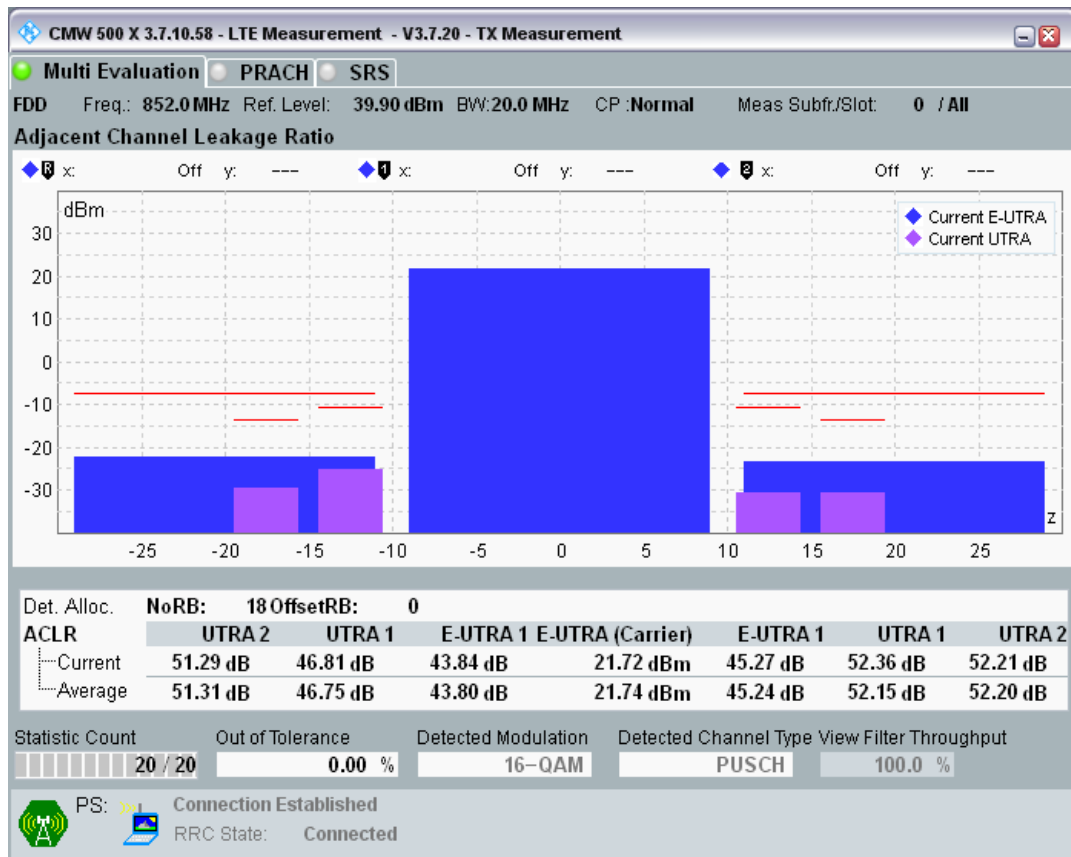 CMW 500 X 3.7.10.58 - LTE Measurement  - V3.7.20 - TX Measurement
Multi Evaluation PRACH SRS
FDD Freq.: 852.0 MHz Ref. Level: 39.90 dBm BW:20.0 MHz CP :Normal Meas Subfr./Slot: 0 / All
Adjacent Channel Leakage Ratio
R x: Off y: --- 1 x: Off y: --- 2 x: Off y: ---
dBm
Current E-UTRA
Current UTRA
30
20
10
0
-10
-20
-30
z
-25 -20 -15 -10 -5 0 5 10 15 20 25
Det. Alloc. NoRB: 18 OffsetRB: 0
ACLR UTRA 2 UTRA 1 E-UTRA 1 E-UTRA (Carrier) E-UTRA 1 UTRA 1 UTRA 2
Current 51.29 dB 46.81 dB 43.84 dB 21.72 dBm 45.27 dB 52.36 dB 52.21 dB
Average 51.31 dB 46.75 dB 43.80 dB 21.74 dBm 45.24 dB 52.15 dB 52.20 dB
Statistic Count Out of Tolerance Detected Modulation Detected Channel Type View Filter Throughput
20 / 20 0.00 % 16-QAM PUSCH 100.0 %
PS: Connection Established
RRC State: Connected